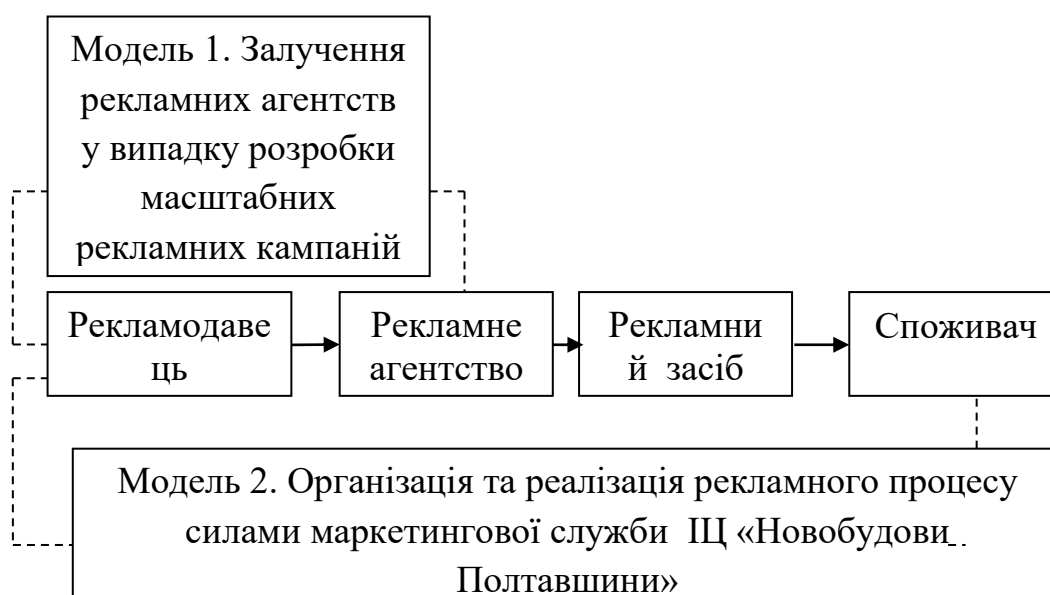 Модель 1. Залучення
рекламних агентств
у випадку розробки
масштабних
рекламних кампаній
Рекламодаве
ць
Рекламне
агентство
Рекламни
й засіб
Споживач
Модель 2. Організація та реалізація рекламного процесу
силами маркетингової служби ІЩ «Новобудови
Полтавшини»